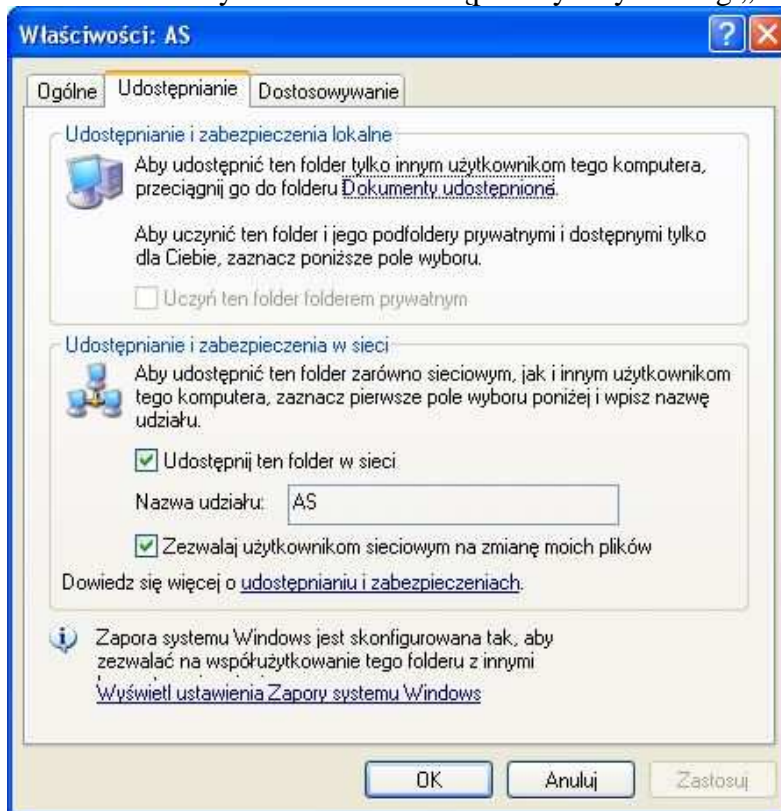 Właściwości: AS
Ogólne Udostępnianie Dostosowywanie
Udostępnianie i zabezpieczenia lokalne
Aby udostępnić ten folder tylko innym użytkownikom tego komputera,
przeciągnij go do folderu Dokumenty udostępnione.
Aby uczynić ten folder i jego podfoldery prywatnymi i dostępnymi tylko
dla Ciebie, zaznacz poniższe pole wyboru.
Uczyń ten folder folderem prywatnym
Udostępnianie i zabezpieczenia w sieci
Aby udostępnić ten folder zarówno sieciowym, jak i innym użytkownikom
tego komputera, zaznacz pierwsze pole wyboru poniżej i wpisz nazwę
udziału.
Udostępnij ten folder w sieci
Nazwa udziału: AS
Zezwalaj użytkownikom sieciowym na zmianę moich plików
Dowiedz się więcej o udostępnianiu i zabezpieczeniach.
Zapora systemu Windows jest skonfigurowana tak, aby
zezwalać na współużytkowanie tego folderu z innymi
Wyświetl ustawienia Zapory systemu Windows
OK Anuluj Zastosuj